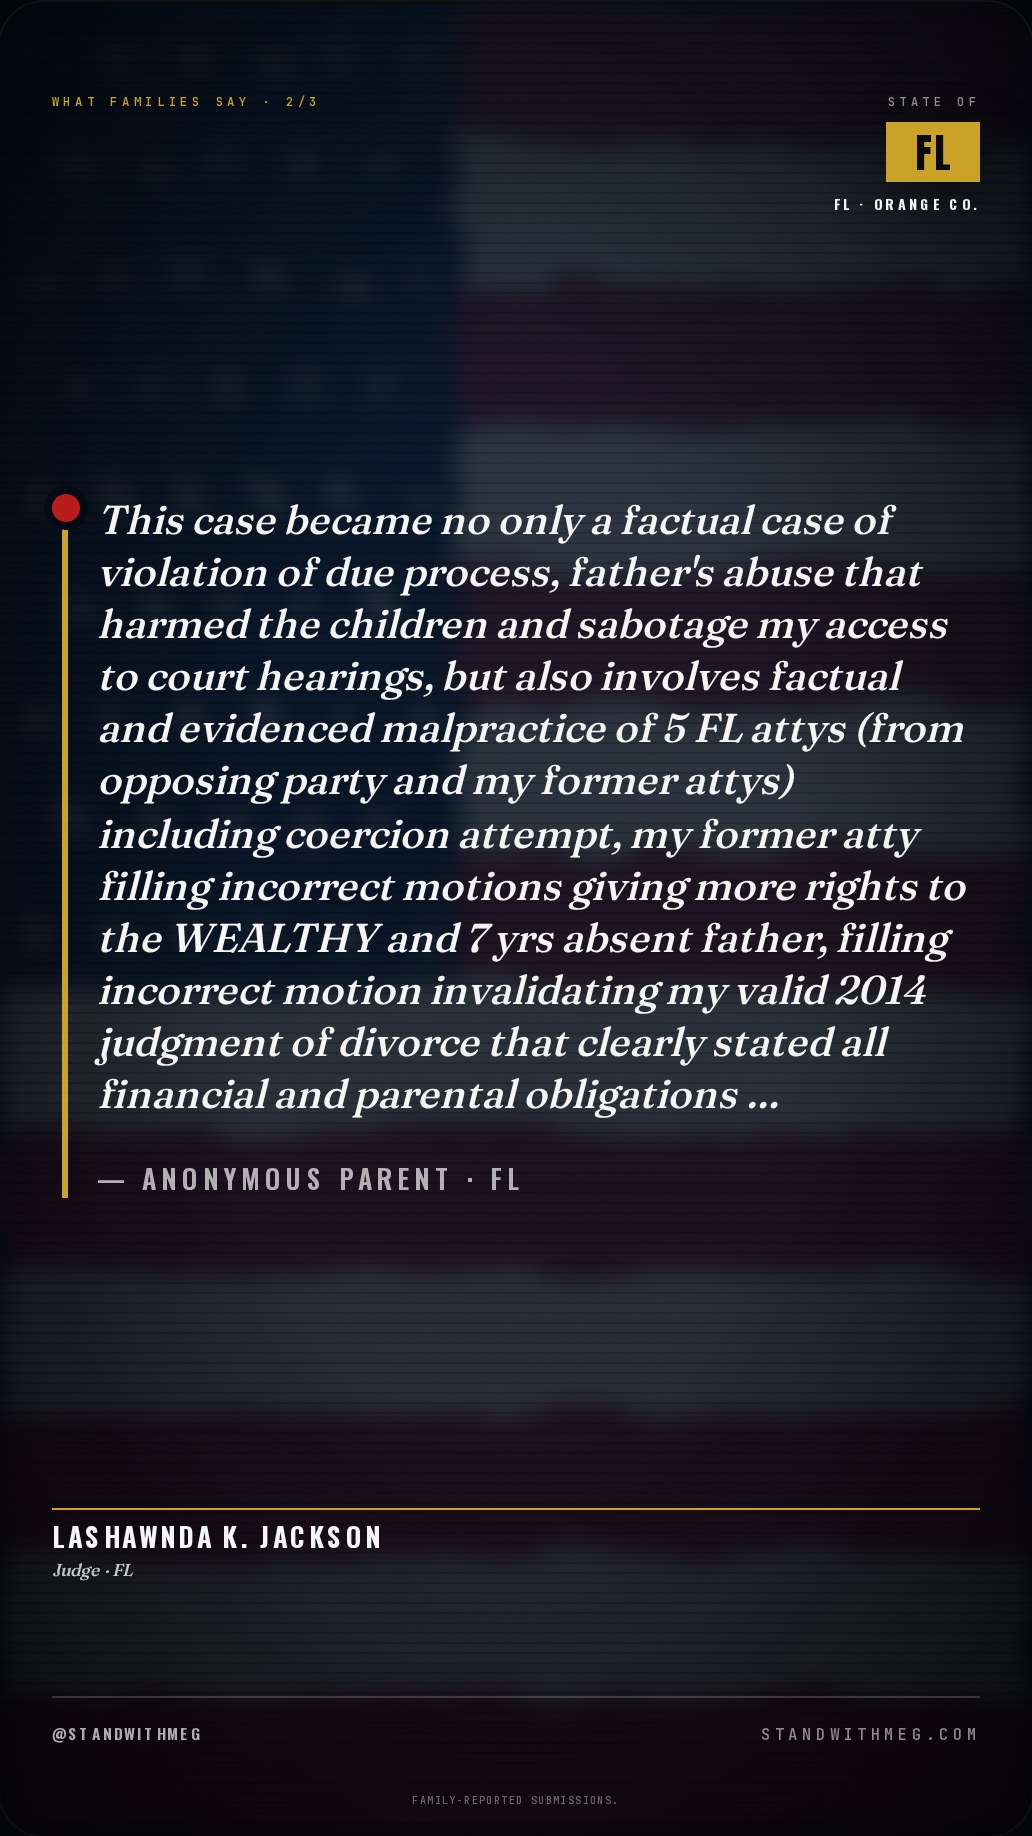 WHAT FAMILIES SAY · 2/3
STATE OF
FL
FL · ORANGE CO.
This case became no only a factual case of
violation of due process, father's abuse that
harmed the children and sabotage my access
to court hearings, but also involves factual
and evidenced malpractice of 5 FL attys (from
opposing party and my former attys)
including coercion attempt, my former atty
filling incorrect motions giving more rights to
the WEALTHY and 7 yrs absent father, filling
incorrect motion invalidating my valid 2014
judgment of divorce that clearly stated all
financial and parental obligations ...
— ANONYMOUS PARENT · FL
LASHAWNDA K. JACKSON
Judge · FL
@STANDWITHMEG
STANDWITHMEG.COM
FAMILY-REPORTED SUBMISSIONS.